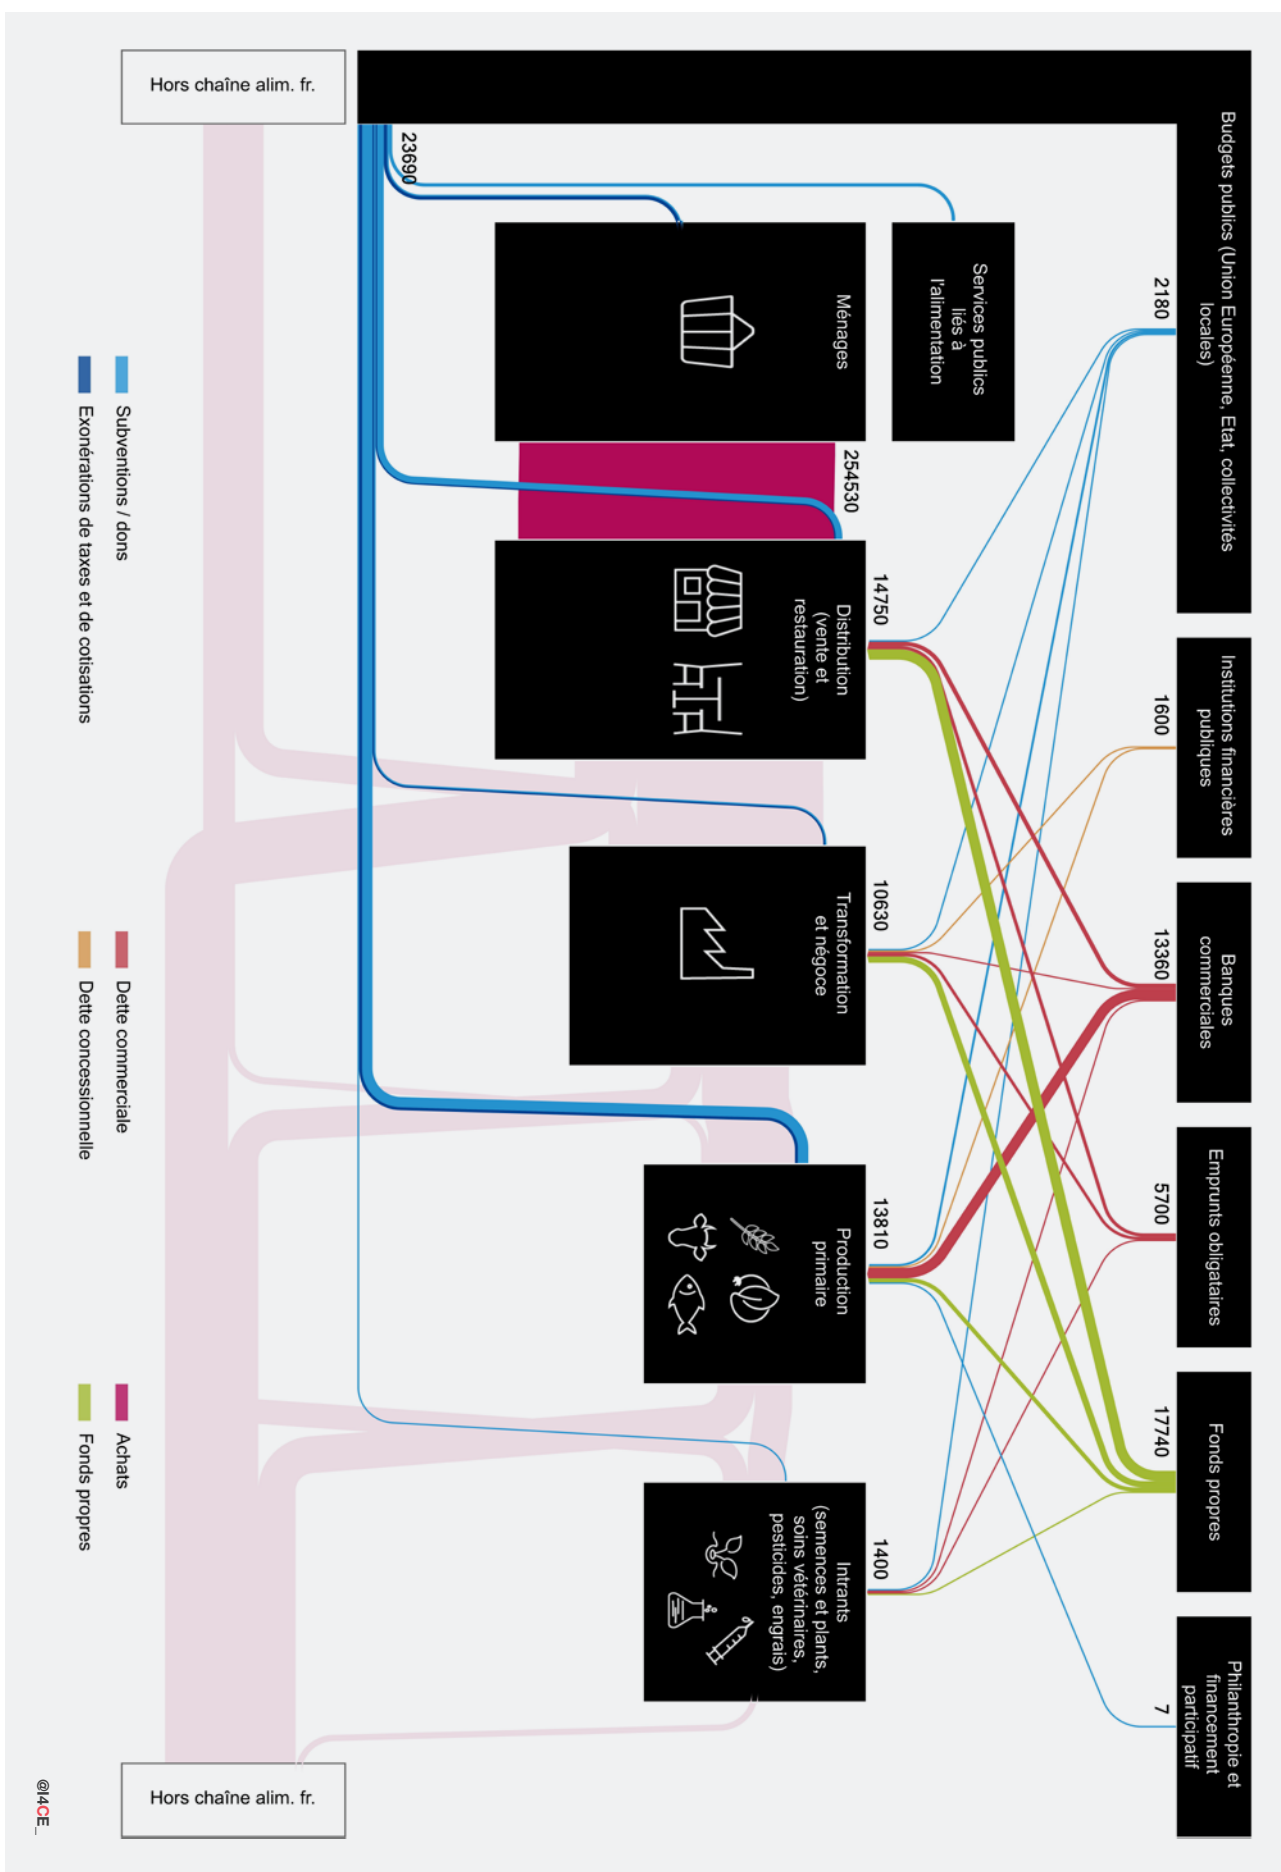 Budgets publics (Union Européenne, Etat, collectivités
locales)
Institutions financières
publiques
Banques
commerciales
Emprunts obligataires
Fonds propres
Philanthropie et
financement
participatif
2180
1600
13360
5700
17740
7
Services publics
liés à
l'alimentation
14750
10630
13810
1400
Ménages
254530
Distribution
(vente et
restauration)
Transformation
et négoce
Production
primaire
Intrants
(semences et plants,
soins vétérinaires,
pesticides, engrais)
23690
Hors chaîne alim. fr.
Hors chaîne alim. fr.
Subventions / dons
Exonérations de taxes et de cotisations
Dette commerciale
Dette concessionnelle
Achats
Fonds propres
@I4CE_